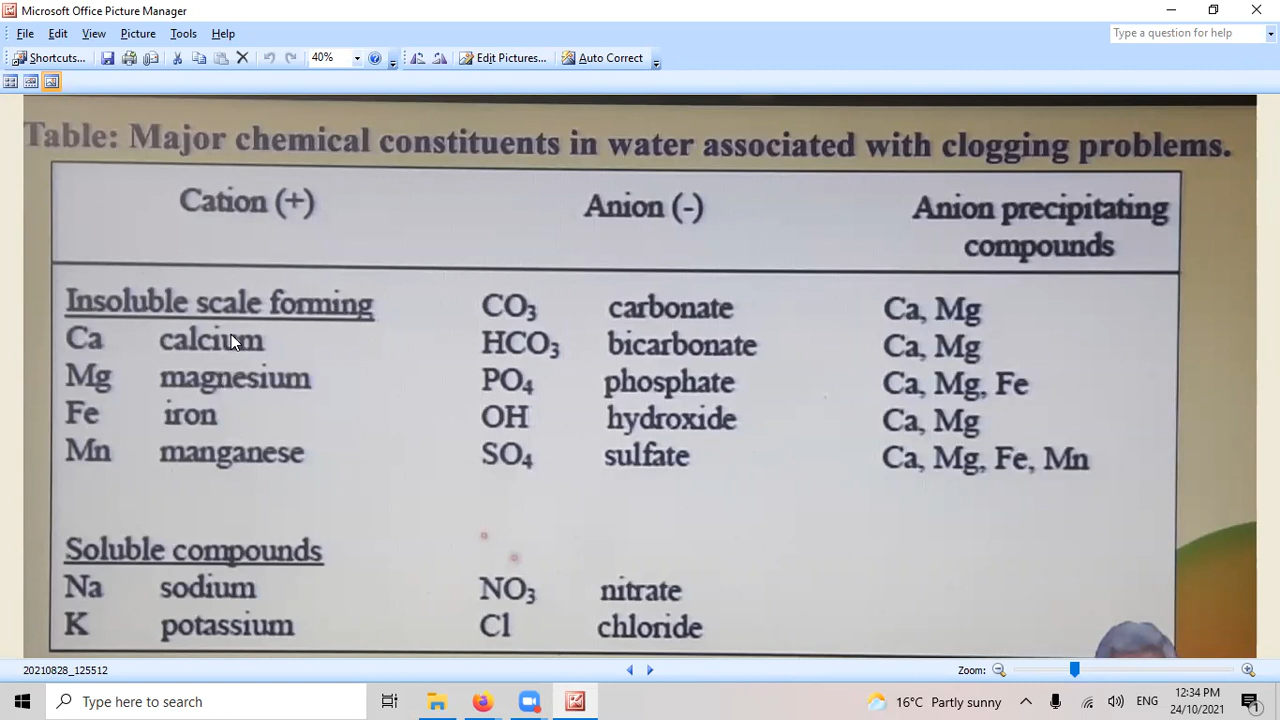 Microsoft Office Picture Manager
File Edit View Picture Tools Help
Type a question for help
Shortcuts... 40% Edit Pictures... Auto Correct
Table: Major chemical constituents in water associated with clogging problems.
Cation (+) Anion (-) Anion precipitating
compounds
Insoluble scale forming CO₃ carbonate Ca, Mg
Ca calcium HCO₃ bicarbonate Ca, Mg
Mg magnesium PO₄ phosphate Ca, Mg, Fe
Fe iron OH hydroxide Ca, Mg
Mn manganese SO₄ sulfate Ca, Mg, Fe, Mn
Soluble compounds
Na sodium NO₃ nitrate
K potassium Cl chloride
20210828_125512 Zoom:
Type here to search 16°C Partly sunny ENG 12:34 PM
24/10/2021 1